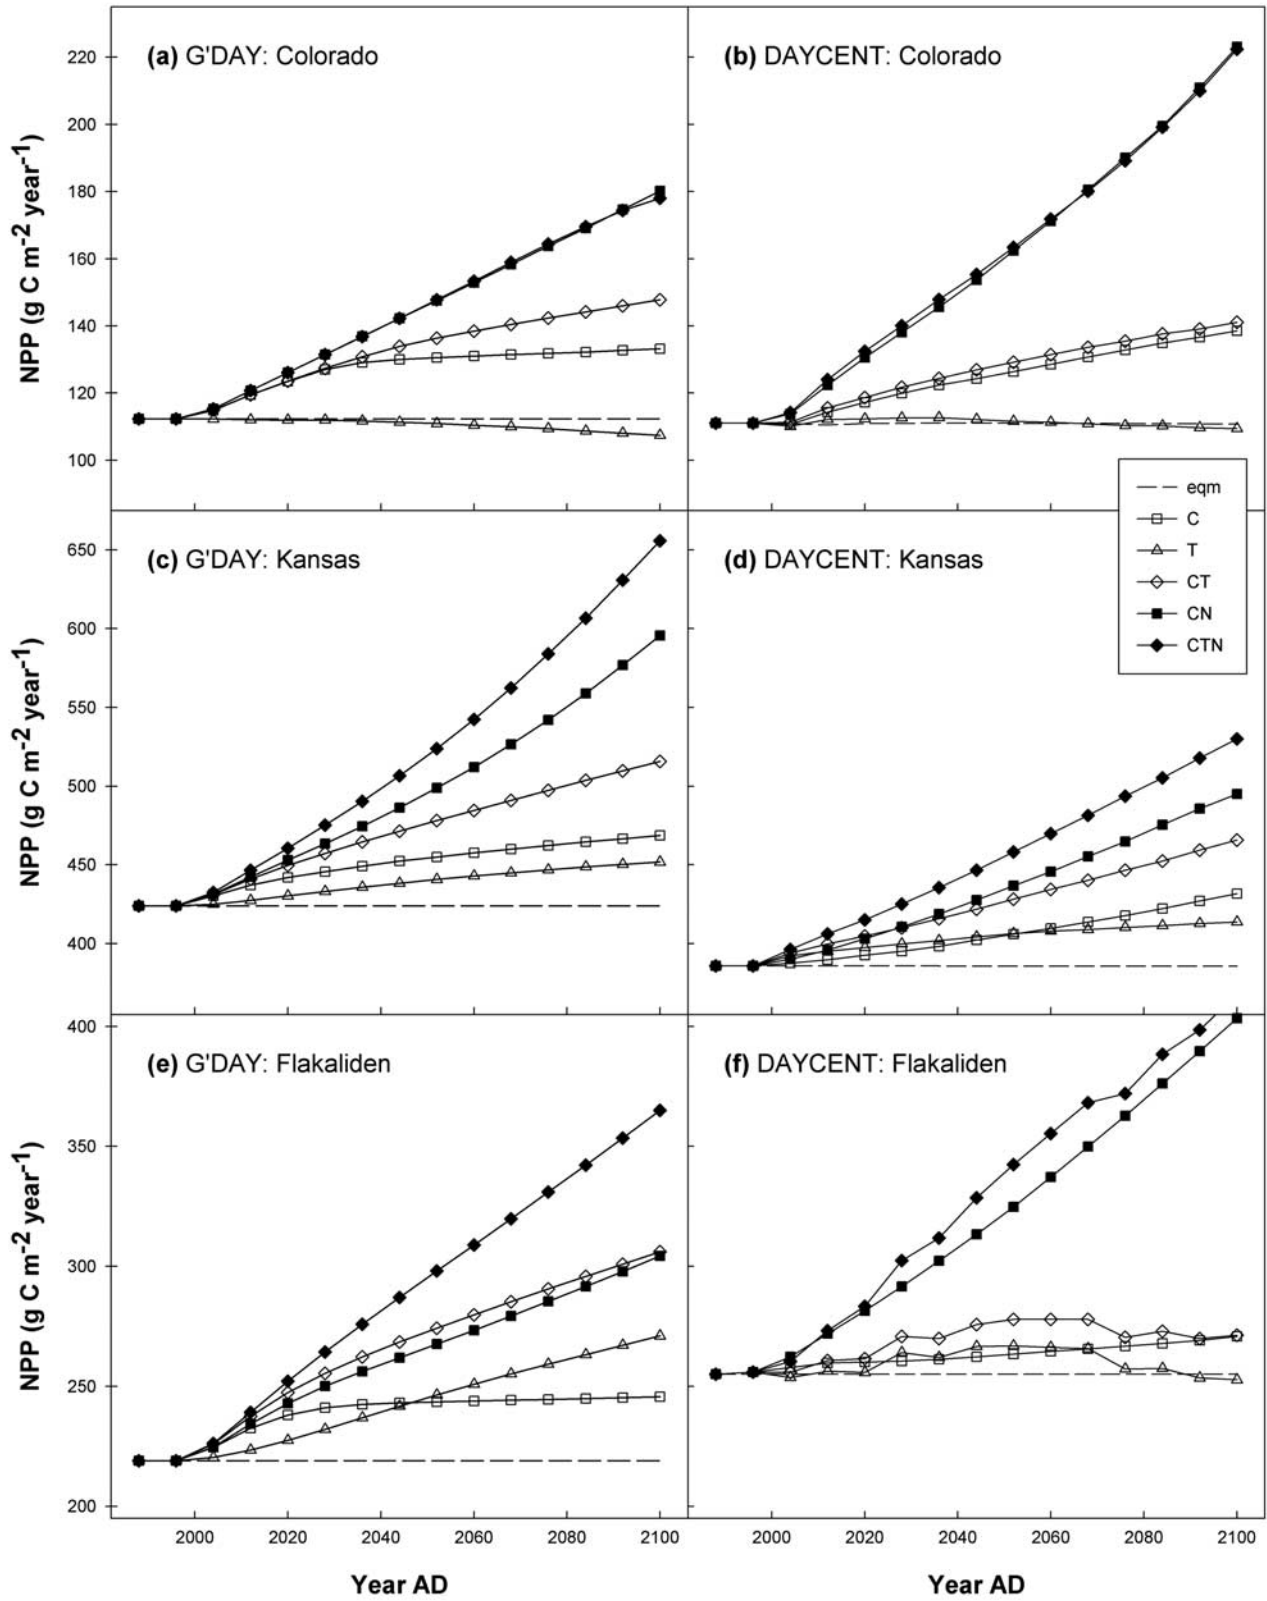 (a) G'DAY: Colorado
(b) DAYCENT: Colorado
NPP (g C m-2 year-1)
220
200
180
160
140
120
100
eqm
C
T
CT
CN
CTN
(c) G'DAY: Kansas
(d) DAYCENT: Kansas
NPP (g C m-2 year-1)
650
600
550
500
450
400
(e) G'DAY: Flakaliden
(f) DAYCENT: Flakaliden
NPP (g C m-2 year-1)
400
350
300
250
200
2000 2020 2040 2060 2080 2100
2000 2020 2040 2060 2080 2100
Year AD
Year AD